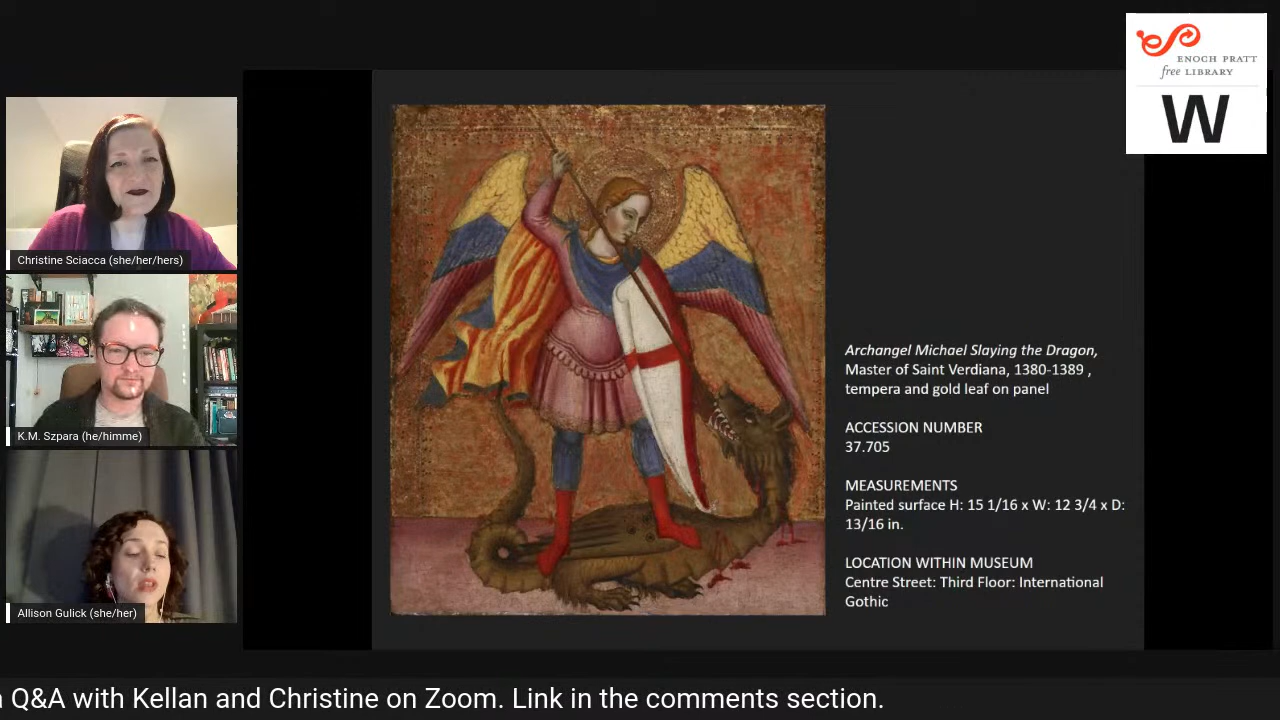 ENOCH PRATT
free LIBRARY
W
Christine Sciacca (she/her/hers)
K.M. Szpara (he/himme)
Allison Gulick (she/her)
Archangel Michael Slaying the Dragon,
Master of Saint Verdiana, 1380-1389 ,
tempera and gold leaf on panel
ACCESSION NUMBER
37.705
MEASUREMENTS
Painted surface H: 15 1/16 x W: 12 3/4 x D:
13/16 in.
LOCATION WITHIN MUSEUM
Centre Street: Third Floor: International
Gothic
Q&A with Kellan and Christine on Zoom. Link in the comments section.